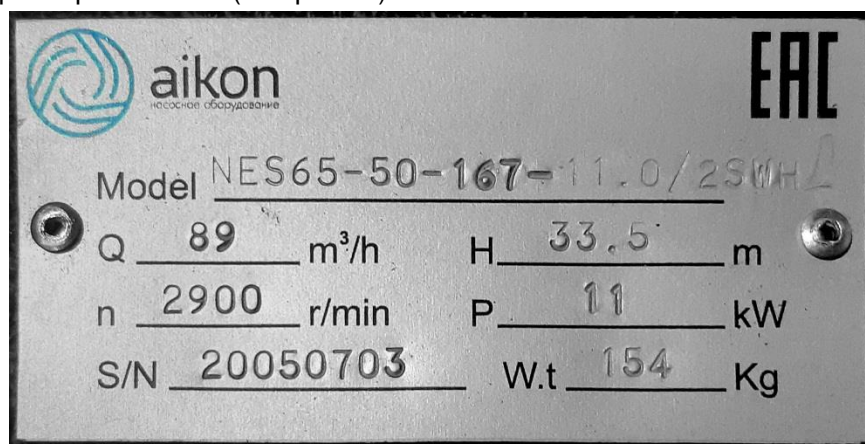 aikon
насосное оборудование
EAC
Model NES65-50-167-11.0/2SWH
Q 89 m³/h H 33.5 m
n 2900 r/min P 11 kW
S/N 20050703 W.t 154 Kg